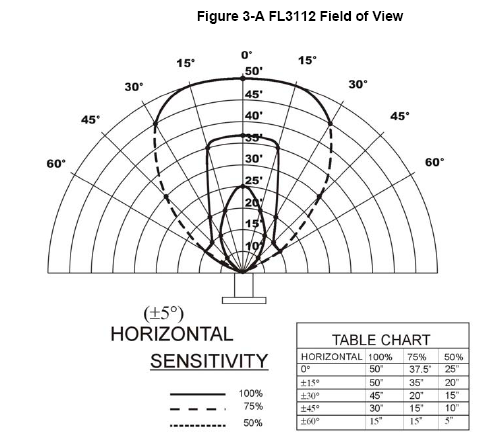 Figure 3-A FL3112 Field of View
0°
15°
15°
30°
30°
45°
45°
60°
60°
50'
45'
40'
35'
30'
25'
20'
15'
10'
(±5°)
HORIZONTAL
SENSITIVITY
100%
75%
50%
TABLE CHART
HORIZONTAL 100% 75% 50%
0° 50" 37.5" 25"
±15° 50" 35" 20"
±30° 45" 20" 15"
±45° 30" 15" 10"
±60° 15" 15" 5"